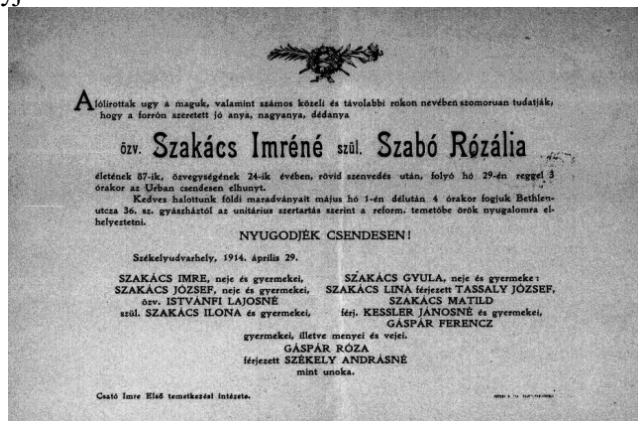 Alólirottak ugy a maguk, valamint számos közeli és távolabbi rokon nevében szomoruan tudatják,
hogy a forrón szeretett jó anya, nagyanya, dédanya
özv. Szakács Imréné szül. Szabó Rózália
életének 87-ik, özvegységének 24-ik évében, rövid szenvedés után, folyó hó 29-én reggel 3
órakor az Urban csendesen elhunyt.
Kedves halottunk földi maradványait május hó 1-én délután 4 órakor fogjuk Bethlen-
utcza 36. sz. gyászháztól az unitárius szertartás szerint a reform. temetőbe örök nyugalomra el-
helyeztetni.
NYUGODJÉK CSENDESEN!
Székelyudvarhely, 1914. április 29.
SZAKÁCS IMRE, neje és gyermekei,
SZAKÁCS JÓZSEF, neje és gyermekei,
özv. ISTVÁNFI LAJOSNÉ
szül. SZAKÁCS ILONA és gyermekei,
SZAKÁCS GYULA, neje és gyermeke:
SZAKÁCS LINA férjezett TASSALY JÓZSEF,
SZAKÁCS MATILD
férj. KESSLER JÁNOSNÉ és gyermekei,
GÁSPÁR FERENCZ
gyermekei, illetve menyei és vejei.
GÁSPÁR RÓZA
férjezett SZÉKELY ANDRÁSNÉ
mint unoka.
Csató Imre Első temetkezési intézete.